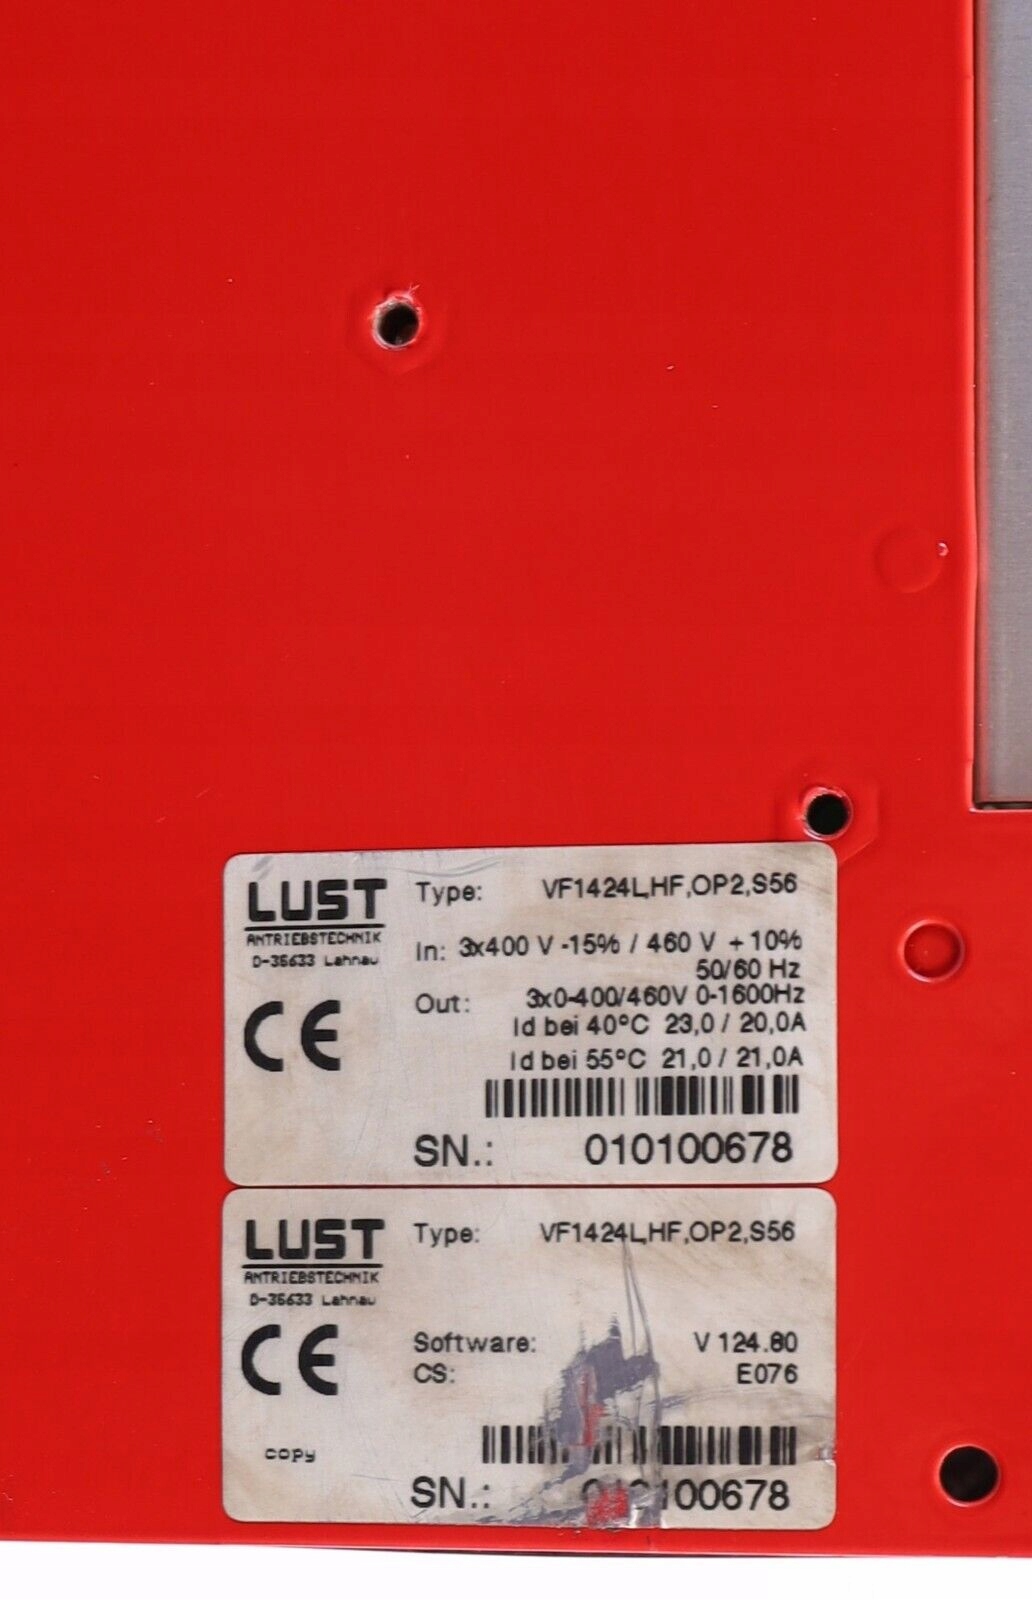 LUST
ANTRIEBSTECHNIK
D-35633 Lahnau
Type: VF1424L,HF,OP2,S56
In: 3x400 V -15% / 460 V +10%
50/60 Hz
Out: 3x0-400/460V 0-1600Hz
Id bei 40°C 23,0 / 20,0A
Id bei 55°C 21,0 / 21,0A
CE
SN.: 010100678
LUST
ANTRIEBSTECHNIK
D-35633 Lahnau
Type: VF1424L,HF,OP2,S56
CE
Software: V 124.80
CS: E076
copy
SN.: 010100678